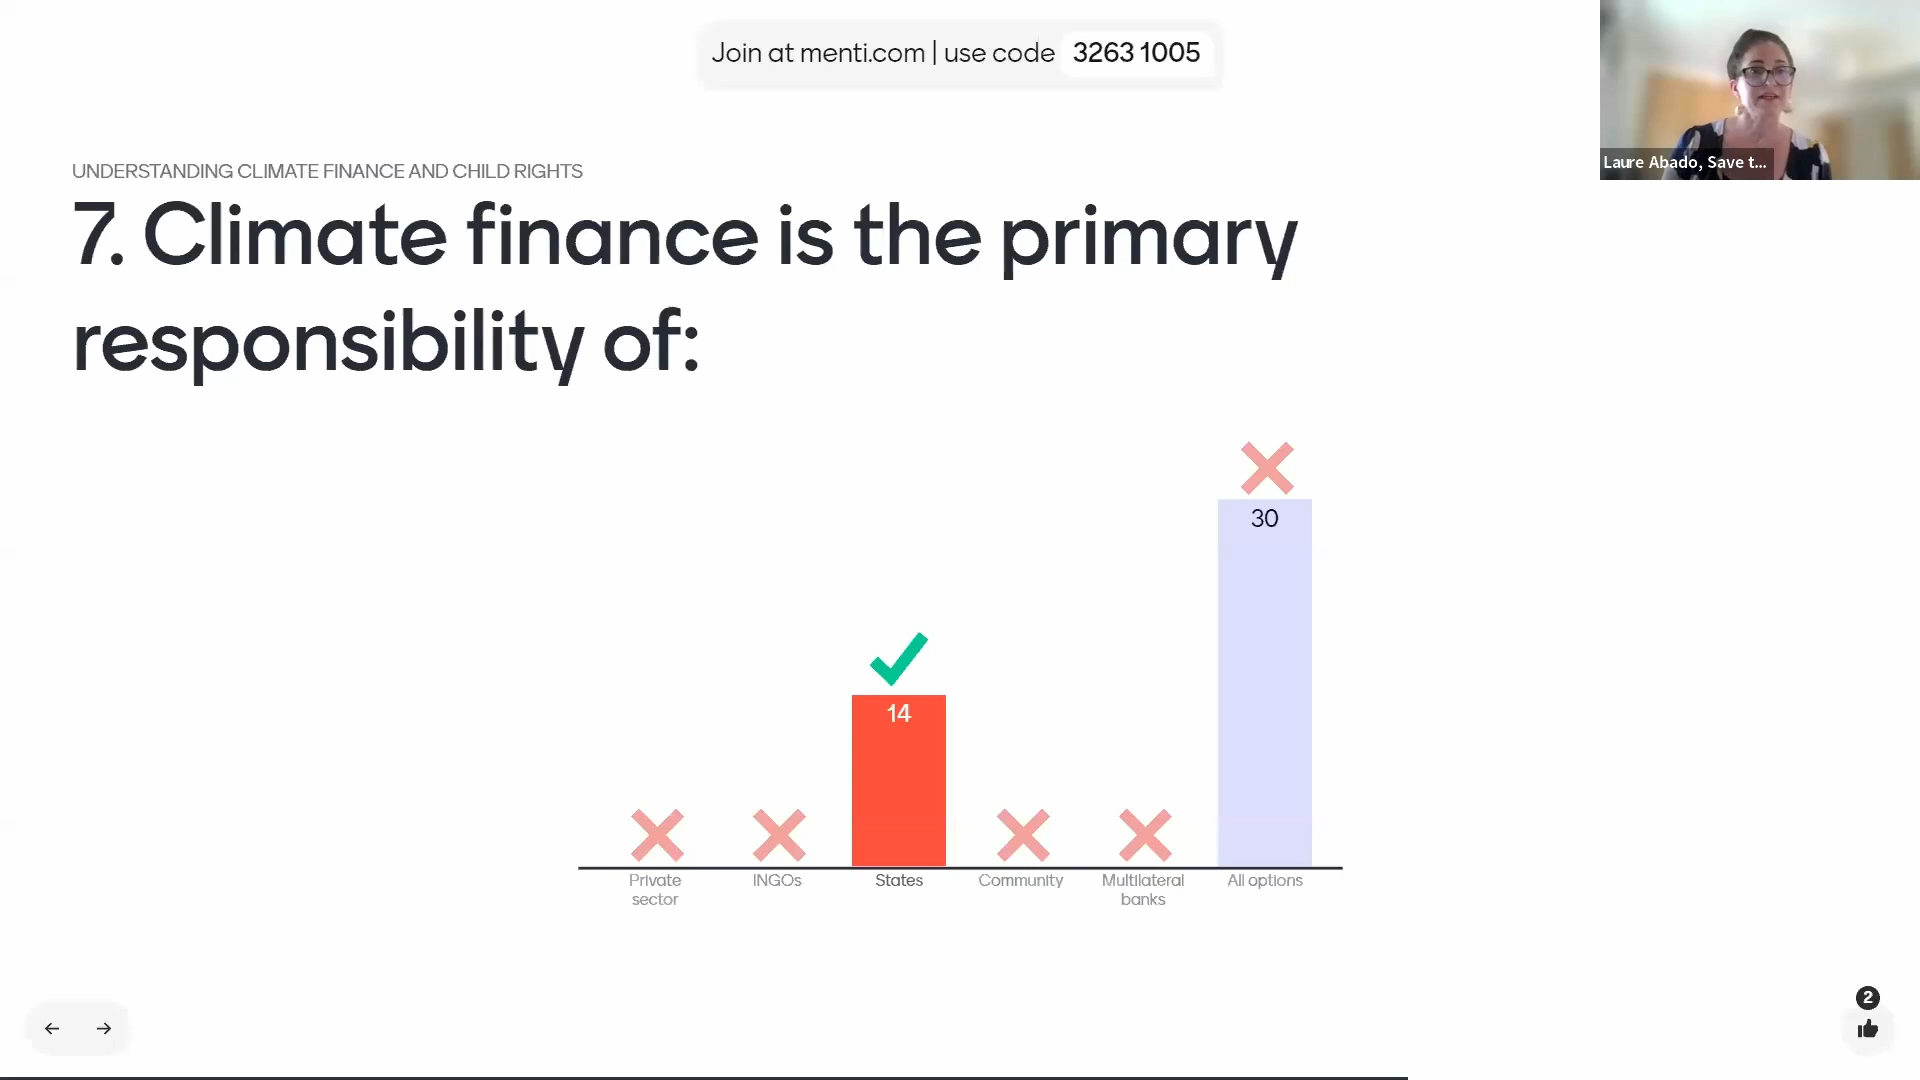 Join at menti.com | use code 3263 1005
Laure Abado, Save t...
UNDERSTANDING CLIMATE FINANCE AND CHILD RIGHTS
7. Climate finance is the primary
responsibility of:
30
14
Private
sector
INGOs
States
Community
Multilateral
banks
All options
2